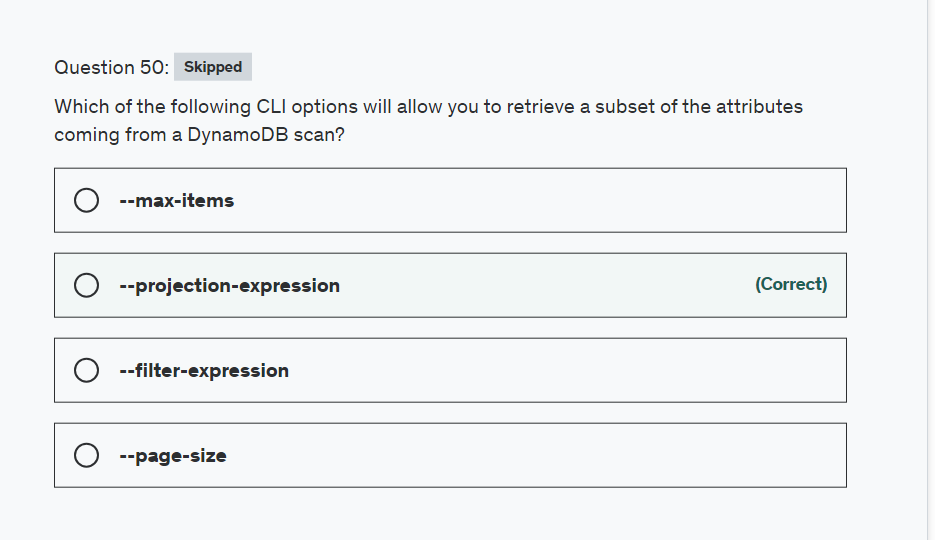 Question 50: Skipped
Which of the following CLI options will allow you to retrieve a subset of the attributes
coming from a DynamoDB scan?
--max-items
--projection-expression (Correct)
--filter-expression
--page-size